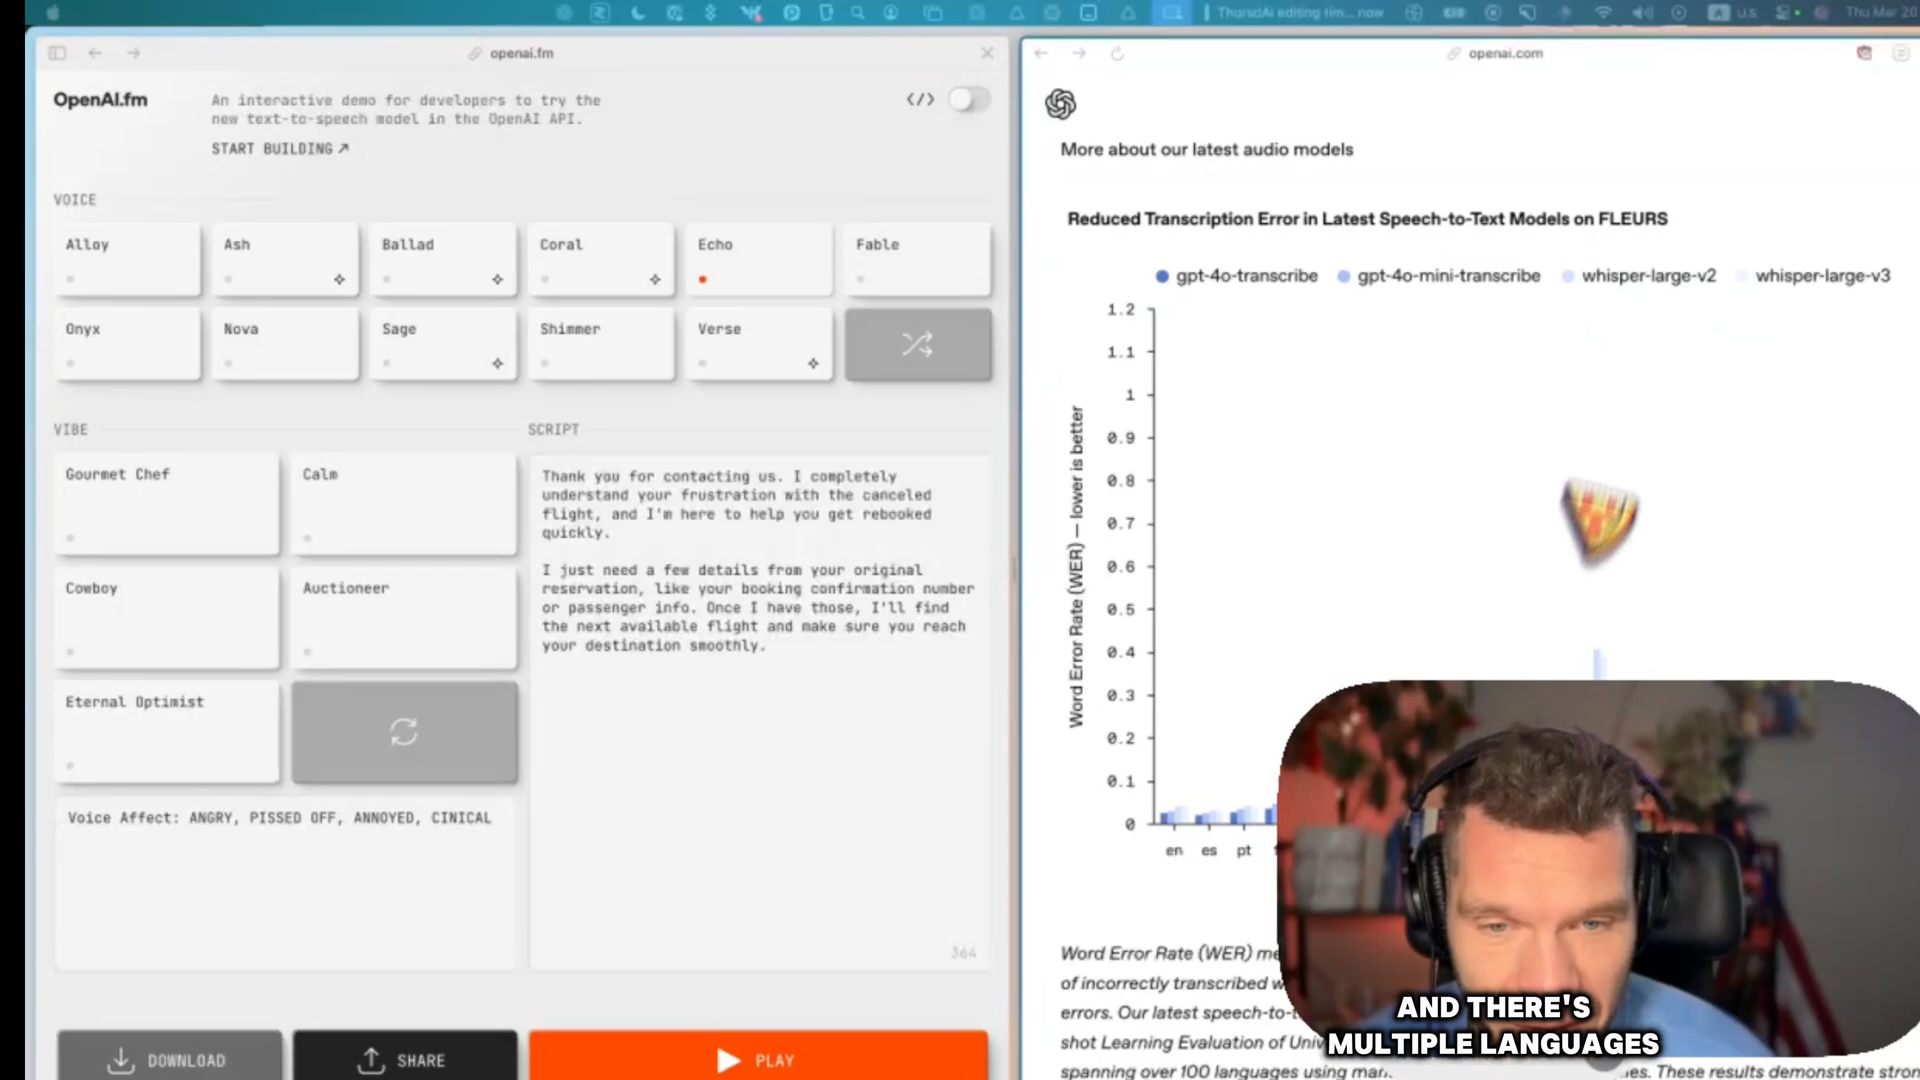 ThursdAI editing tim... now
U.S.
Thu Mar 20
openai.fm
OpenAI.fm
An interactive demo for developers to try the
new text-to-speech model in the OpenAI API.
START BUILDING ↗
</>
VOICE
Alloy
Ash
Ballad
Coral
Echo
Fable
Onyx
Nova
Sage
Shimmer
Verse
VIBE
Gourmet Chef
Calm
Cowboy
Auctioneer
Eternal Optimist
Voice Affect: ANGRY, PISSED OFF, ANNOYED, CINICAL
SCRIPT
Thank you for contacting us. I completely
understand your frustration with the canceled
flight, and I'm here to help you get rebooked
quickly.
I just need a few details from your original
reservation, like your booking confirmation number
or passenger info. Once I have those, I'll find
the next available flight and make sure you reach
your destination smoothly.
364
DOWNLOAD
SHARE
PLAY
openai.com
More about our latest audio models
Reduced Transcription Error in Latest Speech-to-Text Models on FLEURS
gpt-4o-transcribe gpt-4o-mini-transcribe whisper-large-v2 whisper-large-v3
Word Error Rate (WER) — lower is better
1.2
1.1
1
0.9
0.8
0.7
0.6
0.5
0.4
0.3
0.2
0.1
0
en es pt
Word Error Rate (WER)
of incorrectly transcribed
errors. Our latest speech-to-
shot Learning Evaluation of
spanning over 100 languages using
These results demonstrate
AND THERE'S
MULTIPLE LANGUAGES